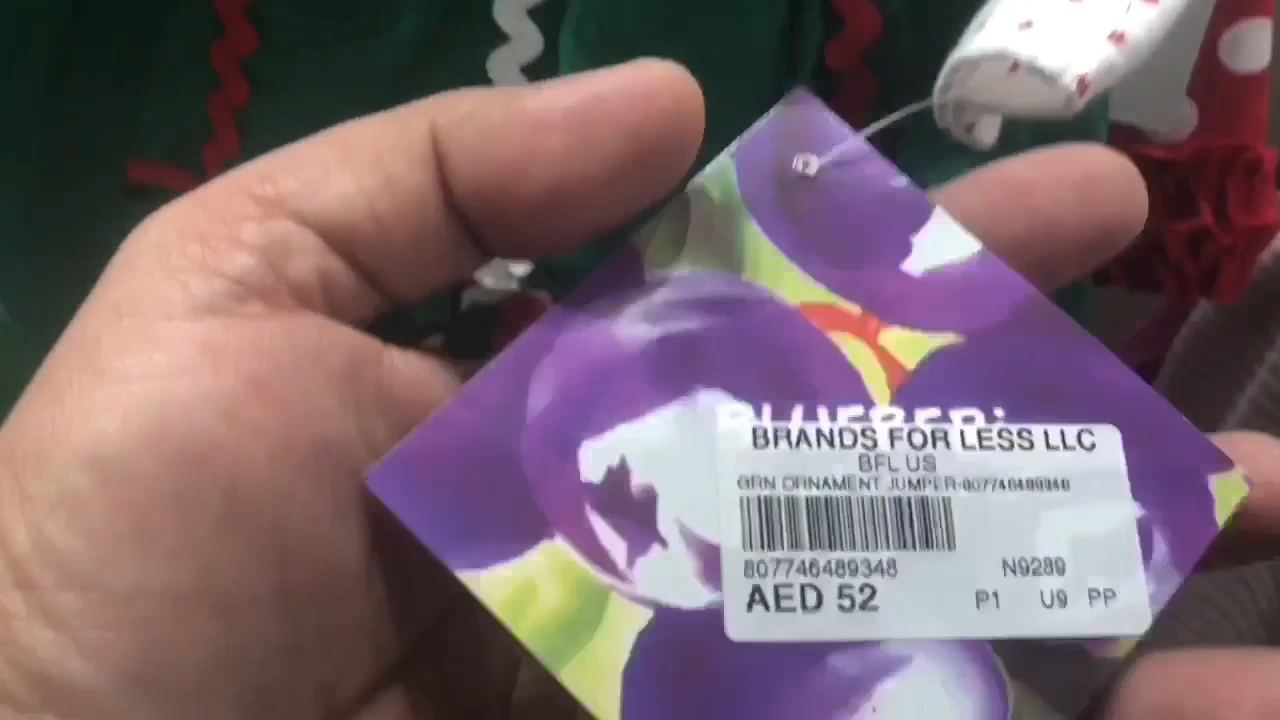 BRANDS FOR LESS LLC
BFL US
GRN ORNAMENT JUMPER-807746489348
807746489348 N9289
AED 52 P1 U9 PP